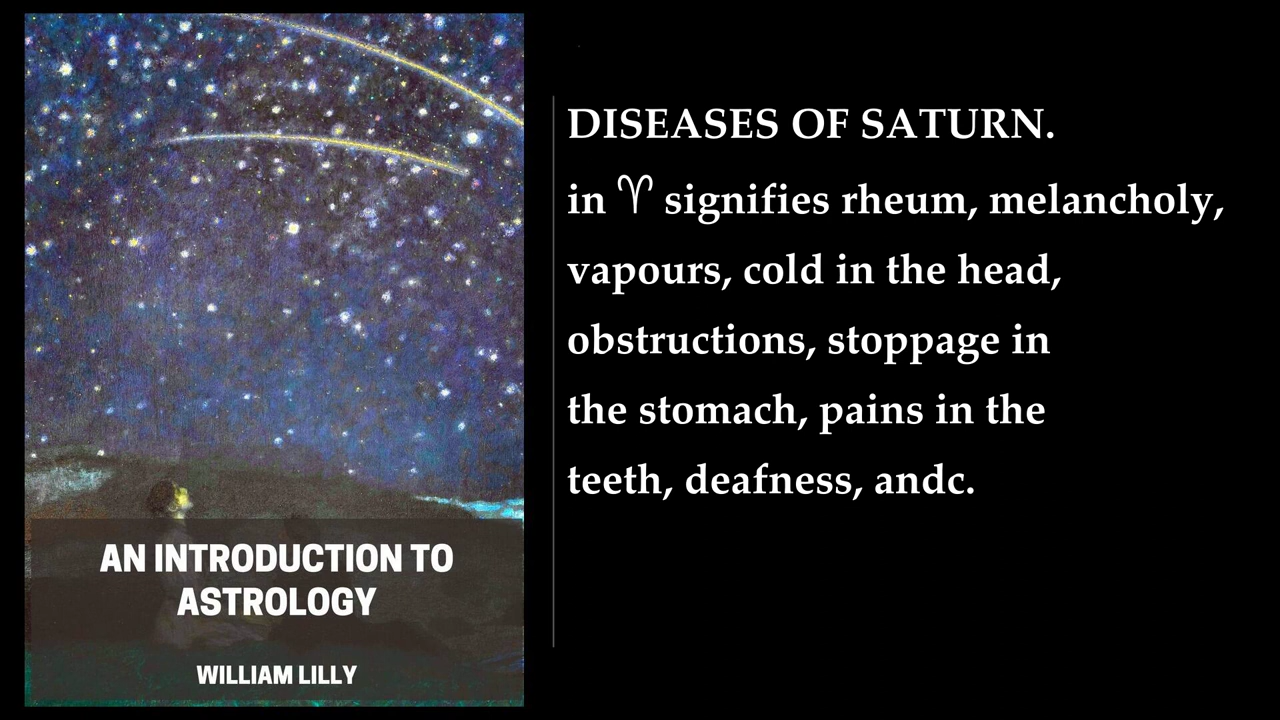 DISEASES OF SATURN.
in ♈ signifies rheum, melancholy,
vapours, cold in the head,
obstructions, stoppage in
the stomach, pains in the
teeth, deafness, andc.
AN INTRODUCTION TO
ASTROLOGY
WILLIAM LILLY